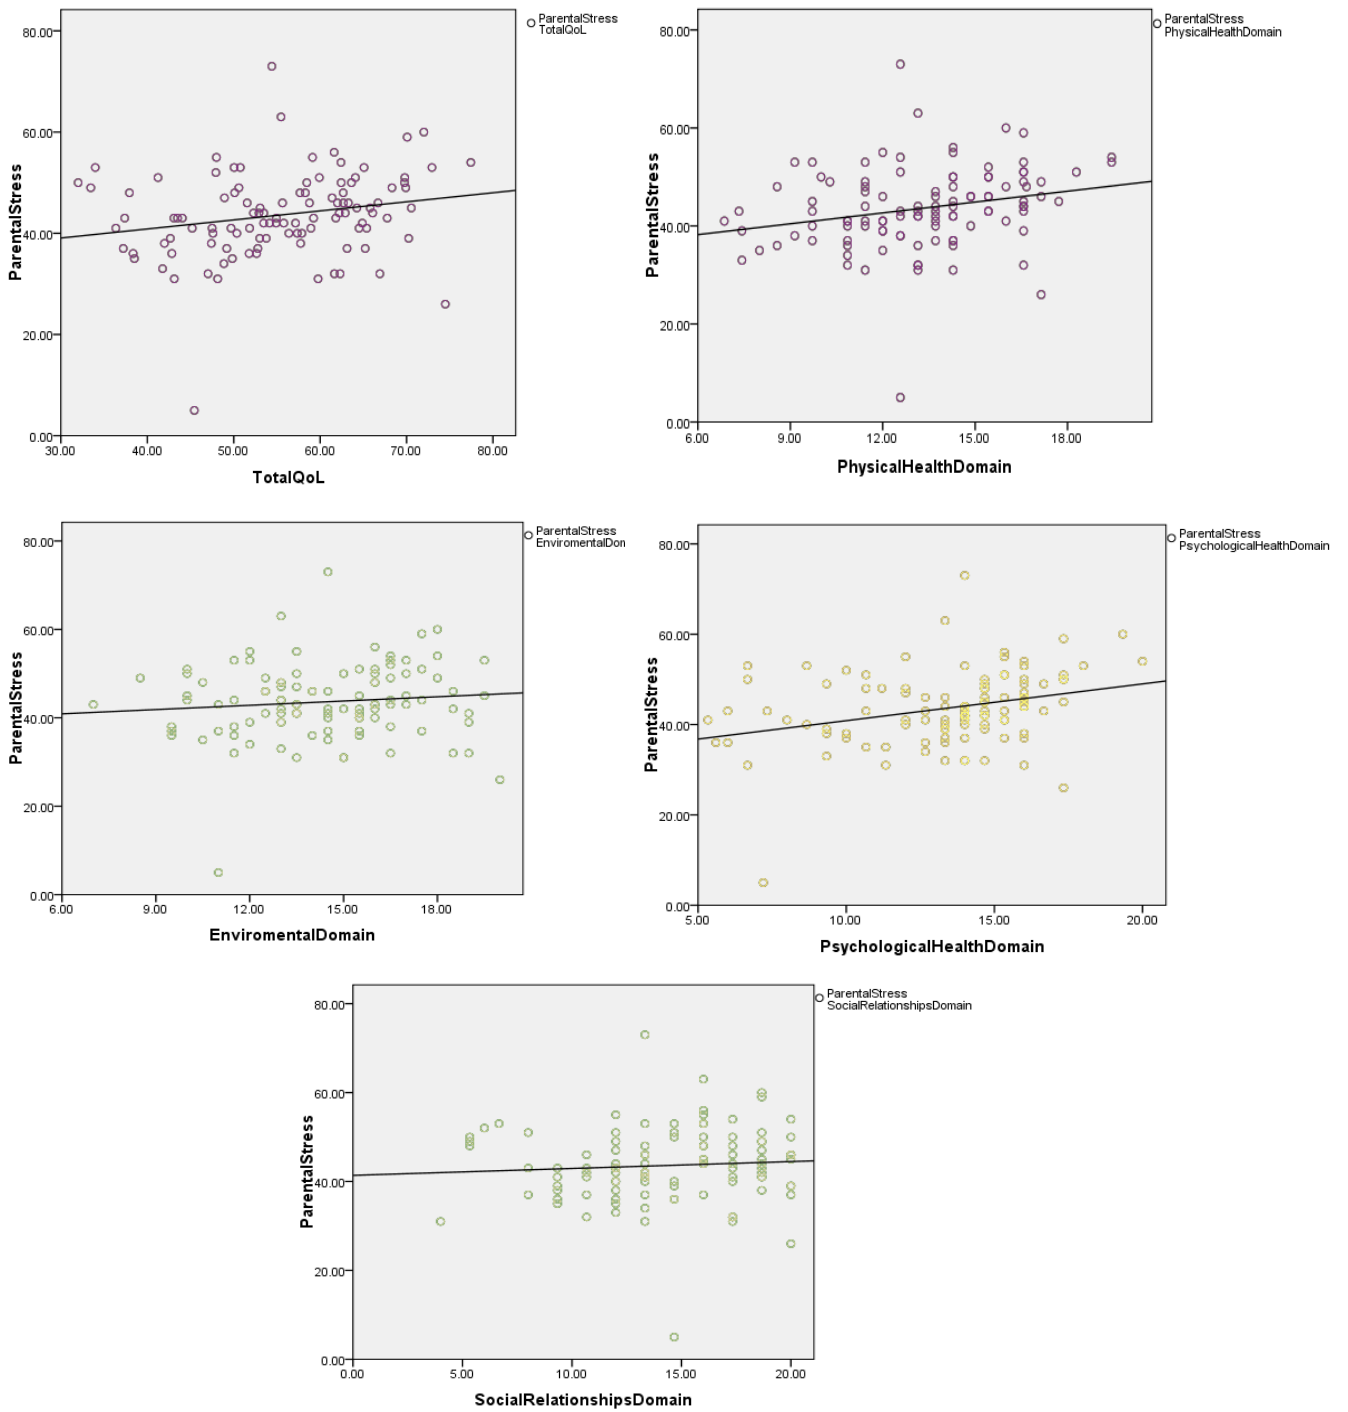 ParentalStress
TotalQoL
80.00
60.00
40.00
20.00
0.00
ParentalStress
30.00 40.00 50.00 60.00 70.00 80.00
TotalQoL
ParentalStress
PhysicalHealthDomain
80.00
60.00
40.00
20.00
0.00
ParentalStress
6.00 9.00 12.00 15.00 18.00
PhysicalHealthDomain
ParentalStress
EnviromentalDon
80.00
60.00
40.00
20.00
0.00
ParentalStress
6.00 9.00 12.00 15.00 18.00
EnviromentalDomain
ParentalStress
PsychologicalHealthDomain
80.00
60.00
40.00
20.00
0.00
ParentalStress
5.00 10.00 15.00 20.00
PsychologicalHealthDomain
ParentalStress
SocialRelationshipsDomain
80.00
60.00
40.00
20.00
0.00
ParentalStress
0.00 5.00 10.00 15.00 20.00
SocialRelationshipsDomain